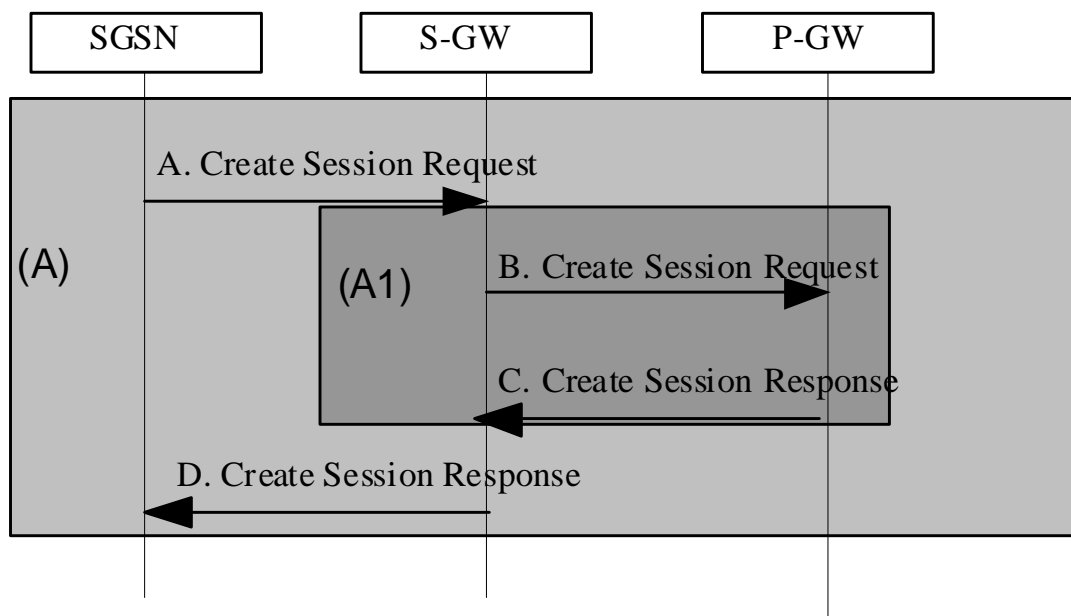 SGSN
S-GW
P-GW
A. Create Session Request
(A)
(A1)
B. Create Session Request
C. Create Session Response
D. Create Session Response